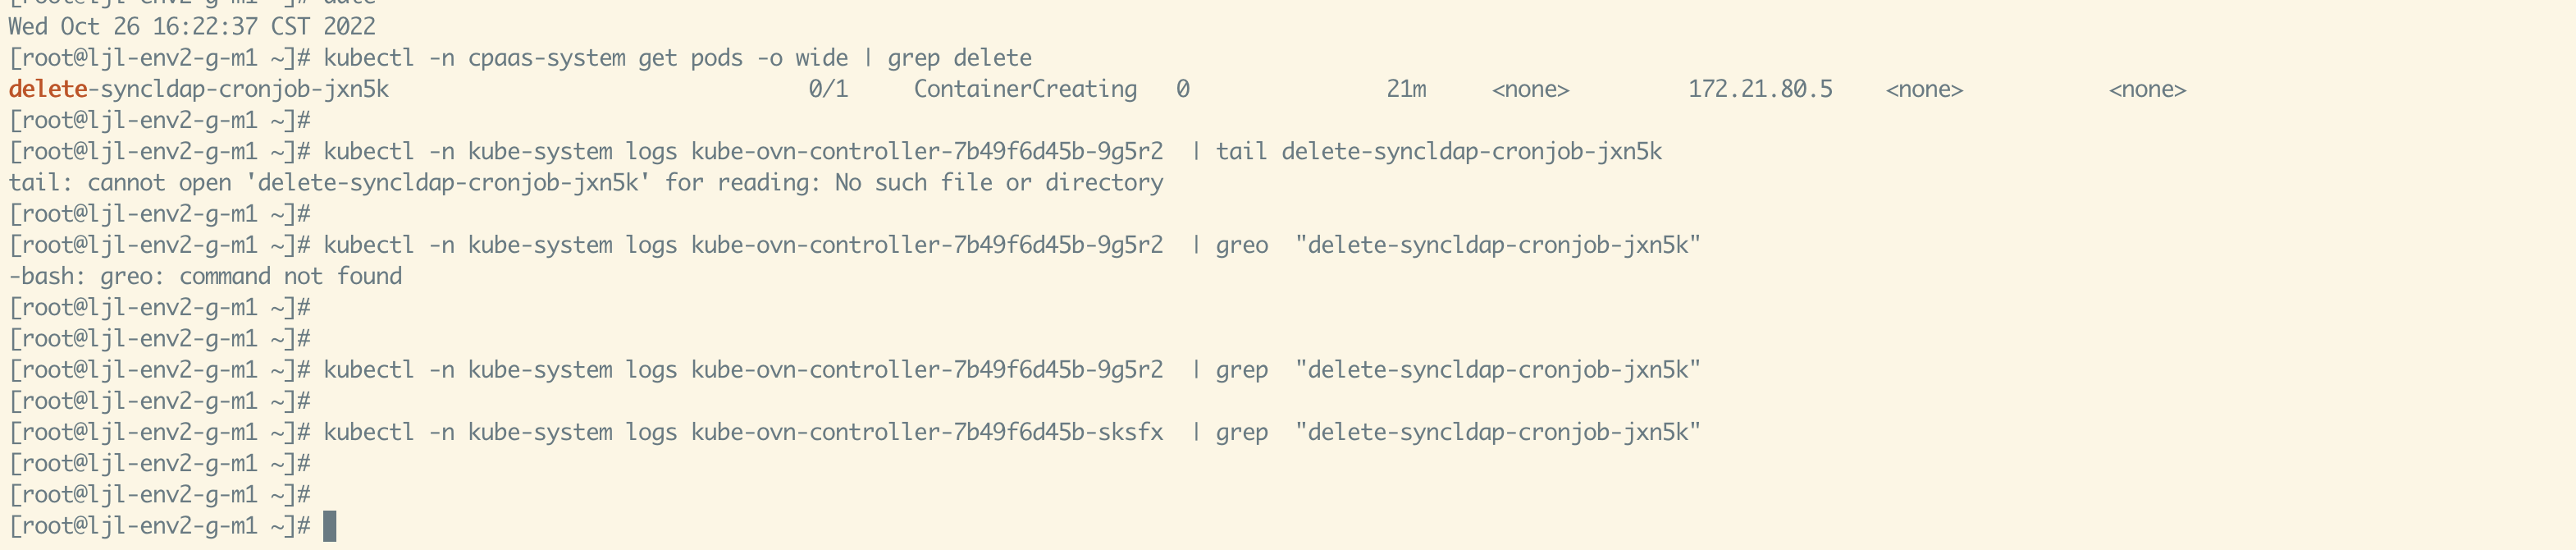 [root@ljl-env2-g-m1 ~]# date
Wed Oct 26 16:22:37 CST 2022
[root@ljl-env2-g-m1 ~]# kubectl -n cpaas-system get pods -o wide | grep delete
delete-syncldap-cronjob-jxn5k 0/1 ContainerCreating 0 21m <none> 172.21.80.5 <none> <none>
[root@ljl-env2-g-m1 ~]#
[root@ljl-env2-g-m1 ~]# kubectl -n kube-system logs kube-ovn-controller-7b49f6d45b-9g5r2 | tail delete-syncldap-cronjob-jxn5k
tail: cannot open 'delete-syncldap-cronjob-jxn5k' for reading: No such file or directory
[root@ljl-env2-g-m1 ~]#
[root@ljl-env2-g-m1 ~]# kubectl -n kube-system logs kube-ovn-controller-7b49f6d45b-9g5r2 | greo "delete-syncldap-cronjob-jxn5k"
-bash: greo: command not found
[root@ljl-env2-g-m1 ~]#
[root@ljl-env2-g-m1 ~]#
[root@ljl-env2-g-m1 ~]# kubectl -n kube-system logs kube-ovn-controller-7b49f6d45b-9g5r2 | grep "delete-syncldap-cronjob-jxn5k"
[root@ljl-env2-g-m1 ~]#
[root@ljl-env2-g-m1 ~]# kubectl -n kube-system logs kube-ovn-controller-7b49f6d45b-sksfx | grep "delete-syncldap-cronjob-jxn5k"
[root@ljl-env2-g-m1 ~]#
[root@ljl-env2-g-m1 ~]#
[root@ljl-env2-g-m1 ~]#